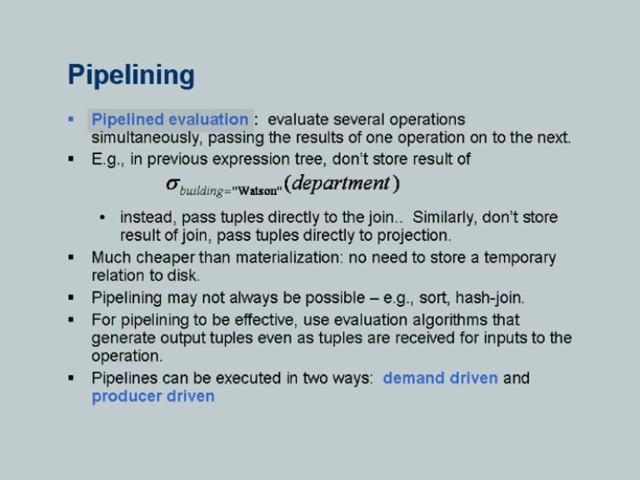 Pipelining
▪ Pipelined evaluation : evaluate several operations
simultaneously, passing the results of one operation on to the next.
▪ E.g., in previous expression tree, don't store result of
σbuilding="Watson"(department)
• instead, pass tuples directly to the join.. Similarly, don't store
result of join, pass tuples directly to projection.
▪ Much cheaper than materialization: no need to store a temporary
relation to disk.
▪ Pipelining may not always be possible – e.g., sort, hash-join.
▪ For pipelining to be effective, use evaluation algorithms that
generate output tuples even as tuples are received for inputs to the
operation.
▪ Pipelines can be executed in two ways: demand driven and
producer driven